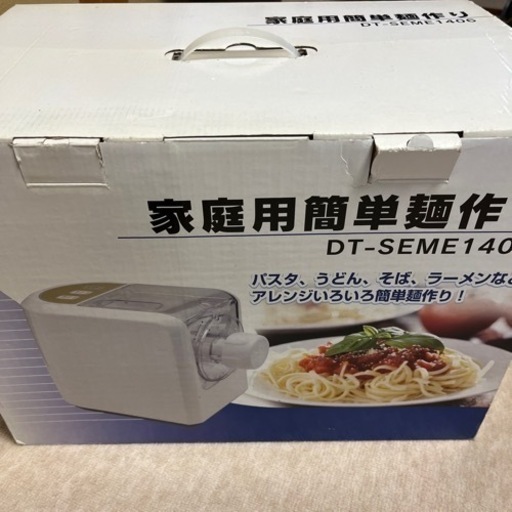 家庭用簡単麺作り
DT-SEME1406
家庭用簡単麺作
DT-SEME140
パスタ、うどん、そば、ラーメンなど
アレンジいろいろ簡単麺作り！